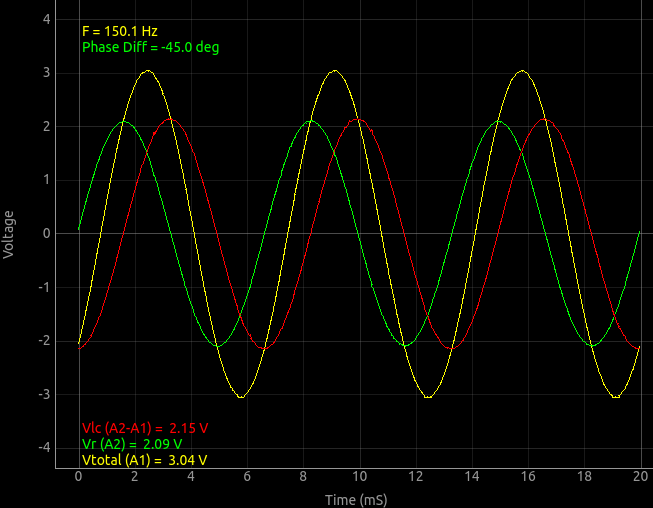 4
F = 150.1 Hz
Phase Diff = -45.0 deg
3
2
1
0
-1
-2
-3
-4
Voltage
Vlc (A2-A1) = 2.15 V
Vr (A2) = 2.09 V
Vtotal (A1) = 3.04 V
0 2 4 6 8 10 12 14 16 18 20
Time (mS)